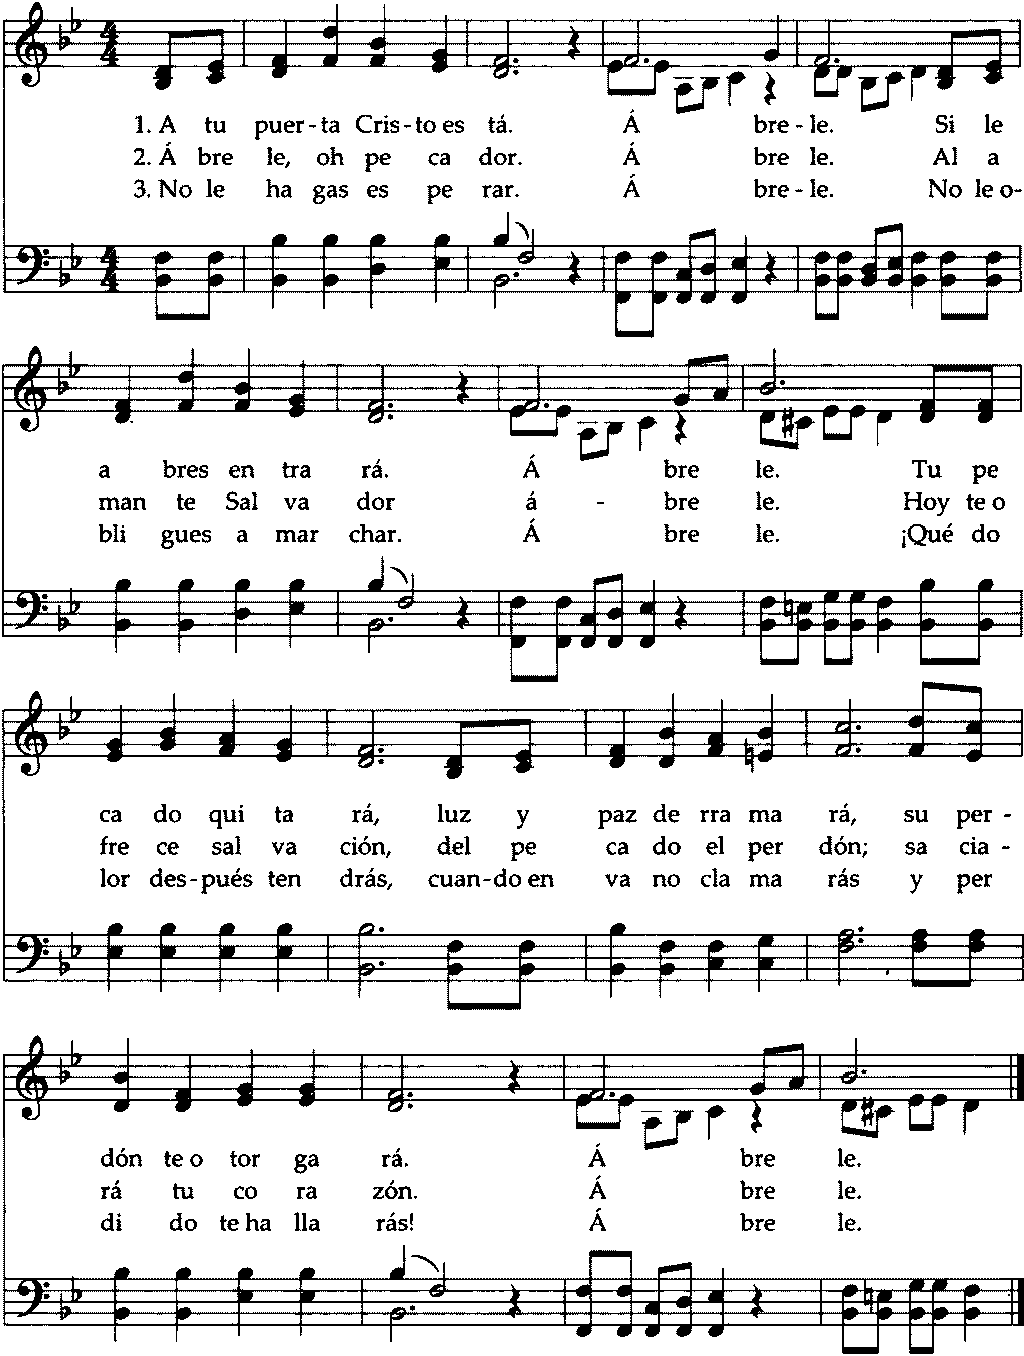 1. A tu puer-ta Cris-to es tá. Á bre-le. Si le
2. Á bre le, oh pe ca dor. Á bre le. Al a
3. No le ha gas es pe rar. Á bre-le. No le o-
a bres en tra rá. Á bre le. Tu pe
man te Sal va dor á - bre le. Hoy te o
bli gues a mar char. Á bre le. ¡Qué do
ca do qui ta rá, luz y paz de rra ma rá, su per-
fre ce sal va ción, del pe ca do el per dón; sa cia-
lor des-pués ten drás, cuan-do en va no cla ma rás y per
dón te o tor ga rá. Á bre le.
rá tu co ra zón. Á bre le.
di do te ha lla rás! Á bre le.